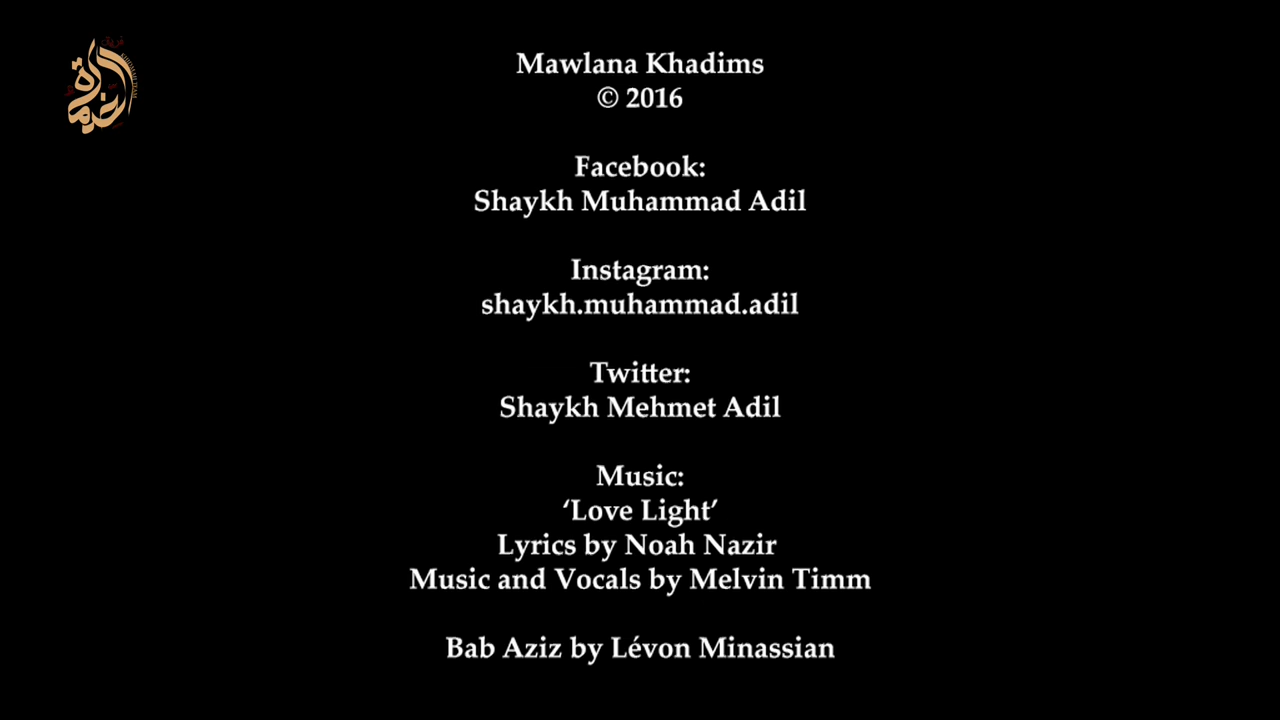 Mawlana Khadims
© 2016
Facebook:
Shaykh Muhammad Adil
Instagram:
shaykh.muhammad.adil
Twitter:
Shaykh Mehmet Adil
Music:
‘Love Light’
Lyrics by Noah Nazir
Music and Vocals by Melvin Timm
Bab Aziz by Lévon Minassian